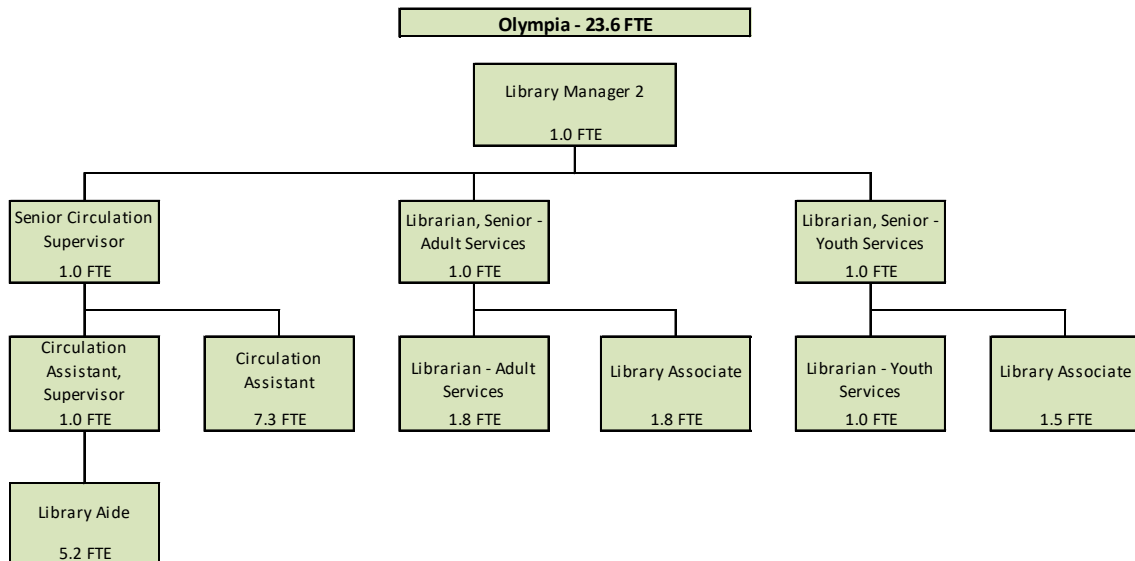 Olympia - 23.6 FTE
Library Manager 2
1.0 FTE
Senior Circulation
Supervisor
1.0 FTE
Librarian, Senior -
Adult Services
1.0 FTE
Librarian, Senior -
Youth Services
1.0 FTE
Circulation
Assistant,
Supervisor
1.0 FTE
Circulation
Assistant
7.3 FTE
Librarian - Adult
Services
1.8 FTE
Library Associate
1.8 FTE
Librarian - Youth
Services
1.0 FTE
Library Associate
1.5 FTE
Library Aide
5.2 FTE